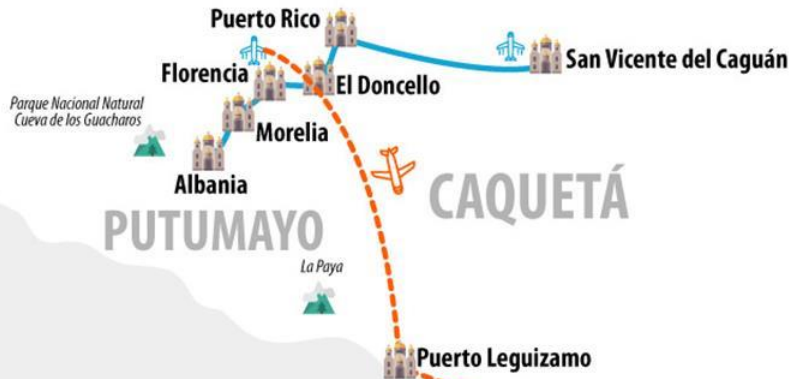 Puerto Rico
San Vicente del Caguán
Florencia
El Doncello
Parque Nacional Natural
Cueva de los Guacharos
Morelia
Albania
CAQUETÁ
PUTUMAYO
La Paya
Puerto Leguizamo